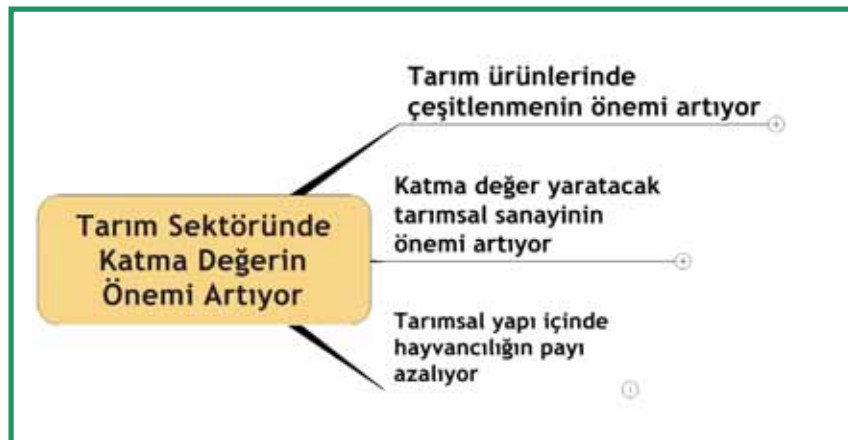 Tarım ürünlerinde
çeşitlenmenin önemi artıyor
Katma değer yaratacak
tarımsal sanayinin
önemi artıyor
Tarım Sektöründe
Katma Değerin
Önemi Artıyor
Tarımsal yapı içinde
hayvancılığın payı
azalıyor